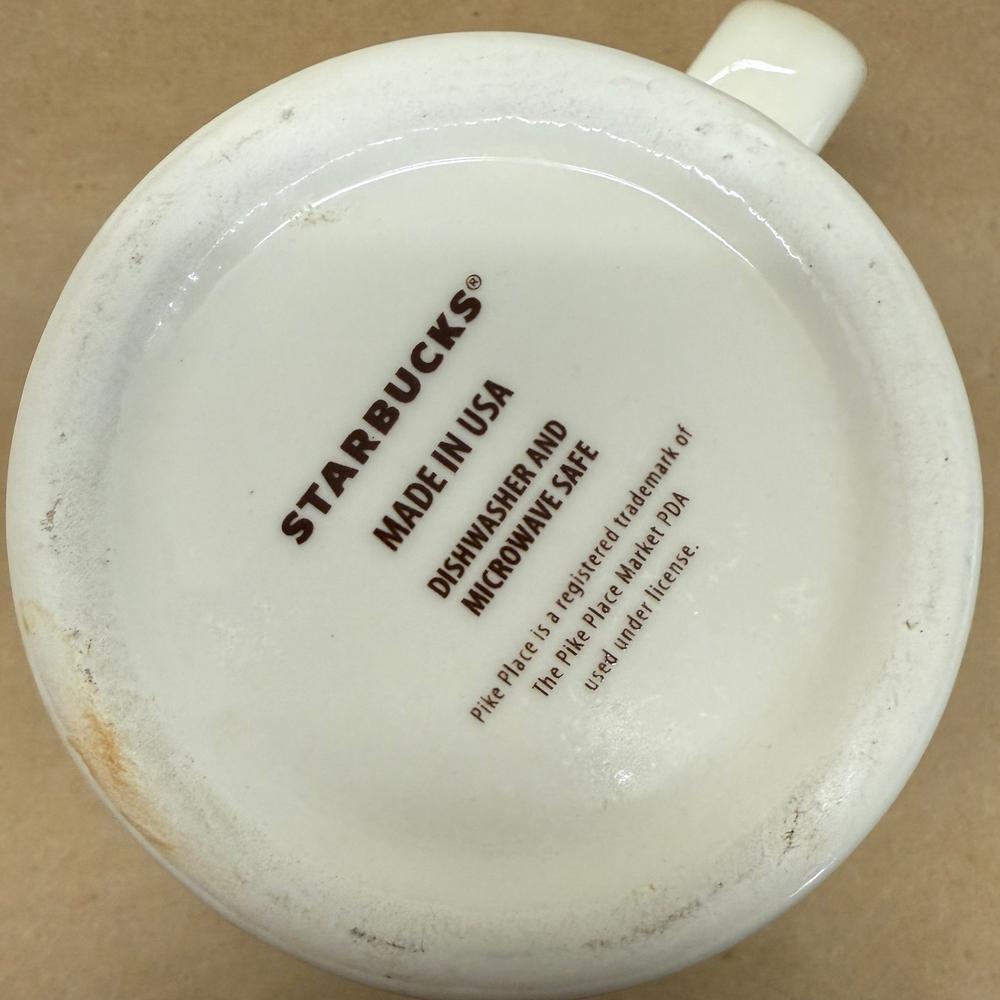 STARBUCKS®
MADE IN USA
DISHWASHER AND
MICROWAVE SAFE
Pike Place is a registered trademark of
The Pike Place Market PDA
used under license.